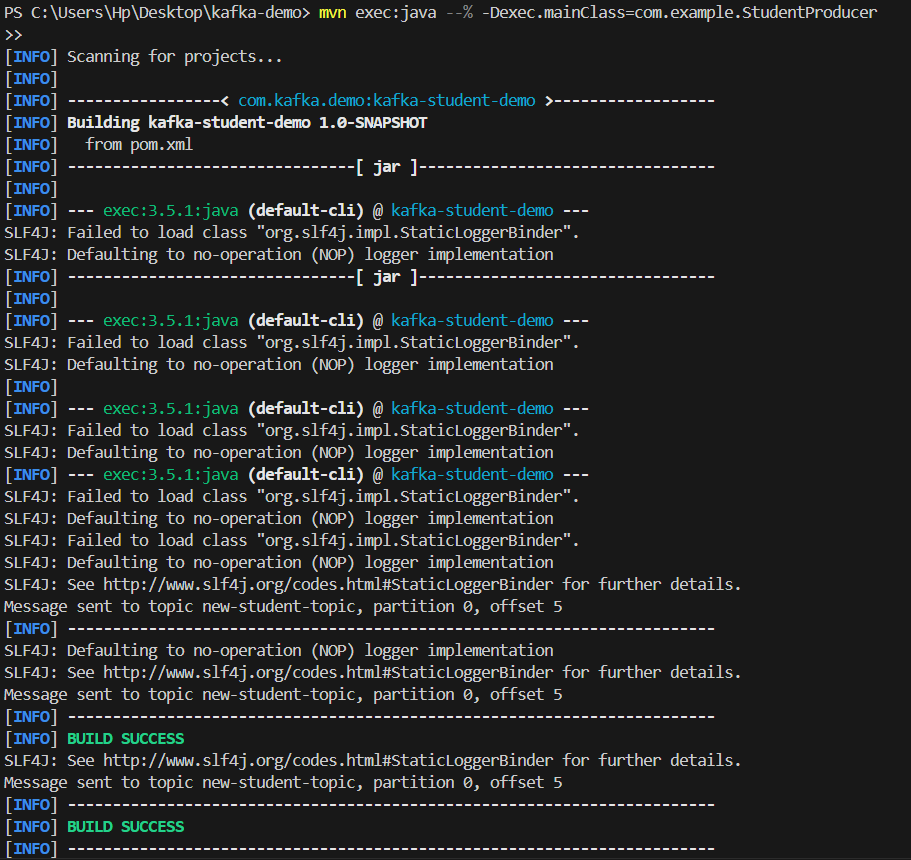 PS C:\Users\Hp\Desktop\kafka-demo> mvn exec:java --% -Dexec.mainClass=com.example.StudentProducer
>>
[INFO] Scanning for projects...
[INFO]
[INFO] -----------------< com.kafka.demo:kafka-student-demo >------------------
[INFO] Building kafka-student-demo 1.0-SNAPSHOT
[INFO]   from pom.xml
[INFO] --------------------------------[ jar ]---------------------------------
[INFO]
[INFO] --- exec:3.5.1:java (default-cli) @ kafka-student-demo ---
SLF4J: Failed to load class "org.slf4j.impl.StaticLoggerBinder".
SLF4J: Defaulting to no-operation (NOP) logger implementation
[INFO] --------------------------------[ jar ]---------------------------------
[INFO]
[INFO] --- exec:3.5.1:java (default-cli) @ kafka-student-demo ---
SLF4J: Failed to load class "org.slf4j.impl.StaticLoggerBinder".
SLF4J: Defaulting to no-operation (NOP) logger implementation
[INFO]
[INFO] --- exec:3.5.1:java (default-cli) @ kafka-student-demo ---
SLF4J: Failed to load class "org.slf4j.impl.StaticLoggerBinder".
SLF4J: Defaulting to no-operation (NOP) logger implementation
[INFO] --- exec:3.5.1:java (default-cli) @ kafka-student-demo ---
SLF4J: Failed to load class "org.slf4j.impl.StaticLoggerBinder".
SLF4J: Defaulting to no-operation (NOP) logger implementation
SLF4J: Failed to load class "org.slf4j.impl.StaticLoggerBinder".
SLF4J: Defaulting to no-operation (NOP) logger implementation
SLF4J: See http://www.slf4j.org/codes.html#StaticLoggerBinder for further details.
Message sent to topic new-student-topic, partition 0, offset 5
[INFO] ------------------------------------------------------------------------
SLF4J: Defaulting to no-operation (NOP) logger implementation
SLF4J: See http://www.slf4j.org/codes.html#StaticLoggerBinder for further details.
Message sent to topic new-student-topic, partition 0, offset 5
[INFO] ------------------------------------------------------------------------
[INFO] BUILD SUCCESS
SLF4J: See http://www.slf4j.org/codes.html#StaticLoggerBinder for further details.
Message sent to topic new-student-topic, partition 0, offset 5
[INFO] ------------------------------------------------------------------------
[INFO] BUILD SUCCESS
[INFO] ------------------------------------------------------------------------